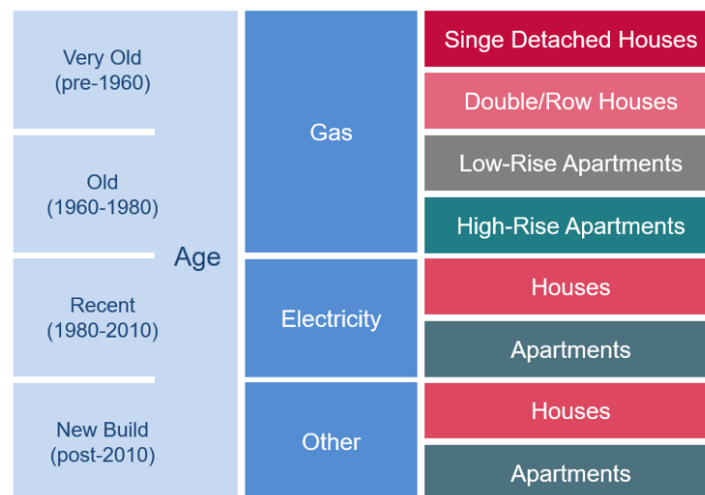 Very Old
(pre-1960)
Old
(1960-1980)
Recent
(1980-2010)
New Build
(post-2010)
Age
Gas
Electricity
Other
Singe Detached Houses
Double/Row Houses
Low-Rise Apartments
High-Rise Apartments
Houses
Apartments
Houses
Apartments